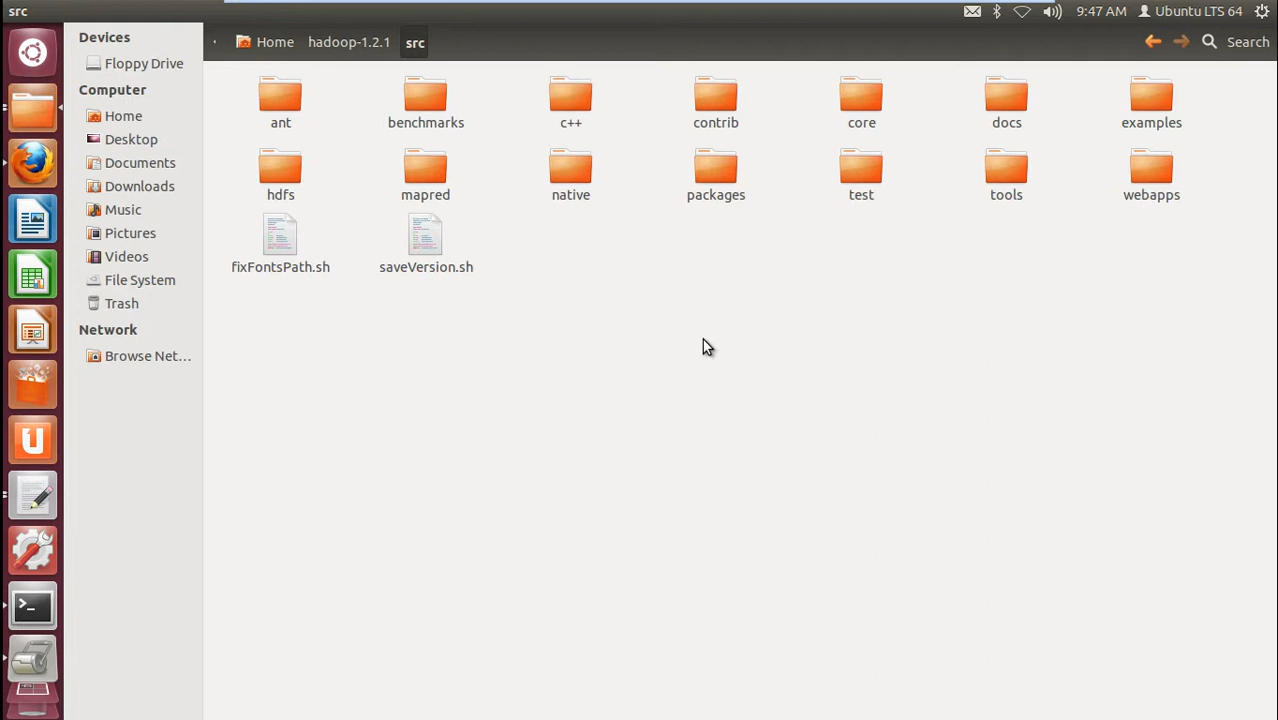 src
9:47 AM Ubuntu LTS 64
Devices
Floppy Drive
Computer
Home
Desktop
Documents
Downloads
Music
Pictures
Videos
File System
Trash
Network
Browse Net...
Home hadoop-1.2.1 src
Search
ant benchmarks c++ contrib core docs examples
hdfs mapred native packages test tools webapps
fixFontsPath.sh saveVersion.sh